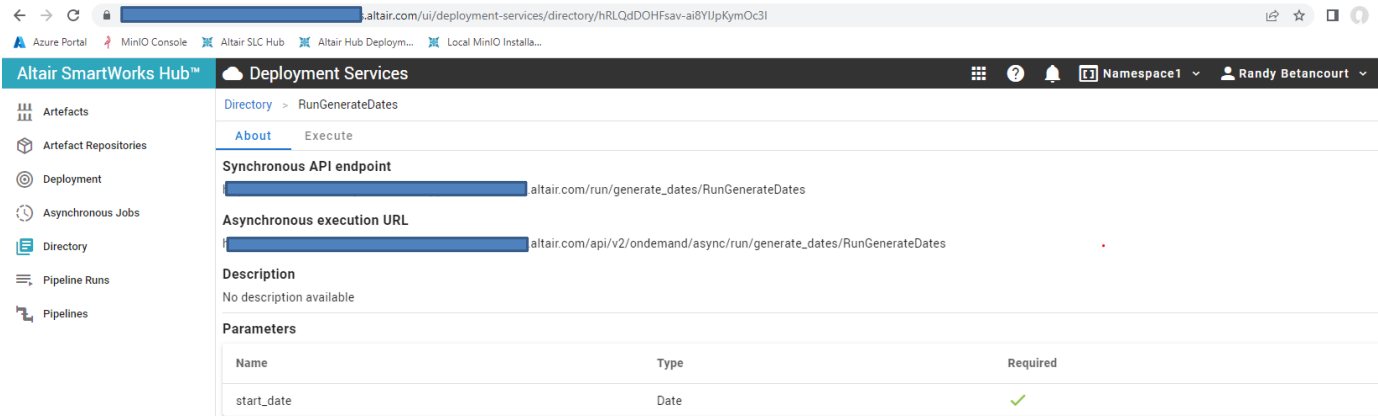 s.altair.com/ui/deployment-services/directory/hRLQdDOHFsav-ai8YUpKymOc3I
Azure Portal MinIO Console Altair SLC Hub Altair Hub Deploym... Local MinIO Installa...
Altair SmartWorks Hub™ Deployment Services Namespace1 Randy Betancourt
Artefacts
Artefact Repositories
Deployment
Asynchronous Jobs
Directory
Pipeline Runs
Pipelines
Directory > RunGenerateDates
About Execute
Synchronous API endpoint
.altair.com/run/generate_dates/RunGenerateDates
Asynchronous execution URL
.altair.com/api/v2/ondemand/async/run/generate_dates/RunGenerateDates
Description
No description available
Parameters
Name Type Required
start_date Date